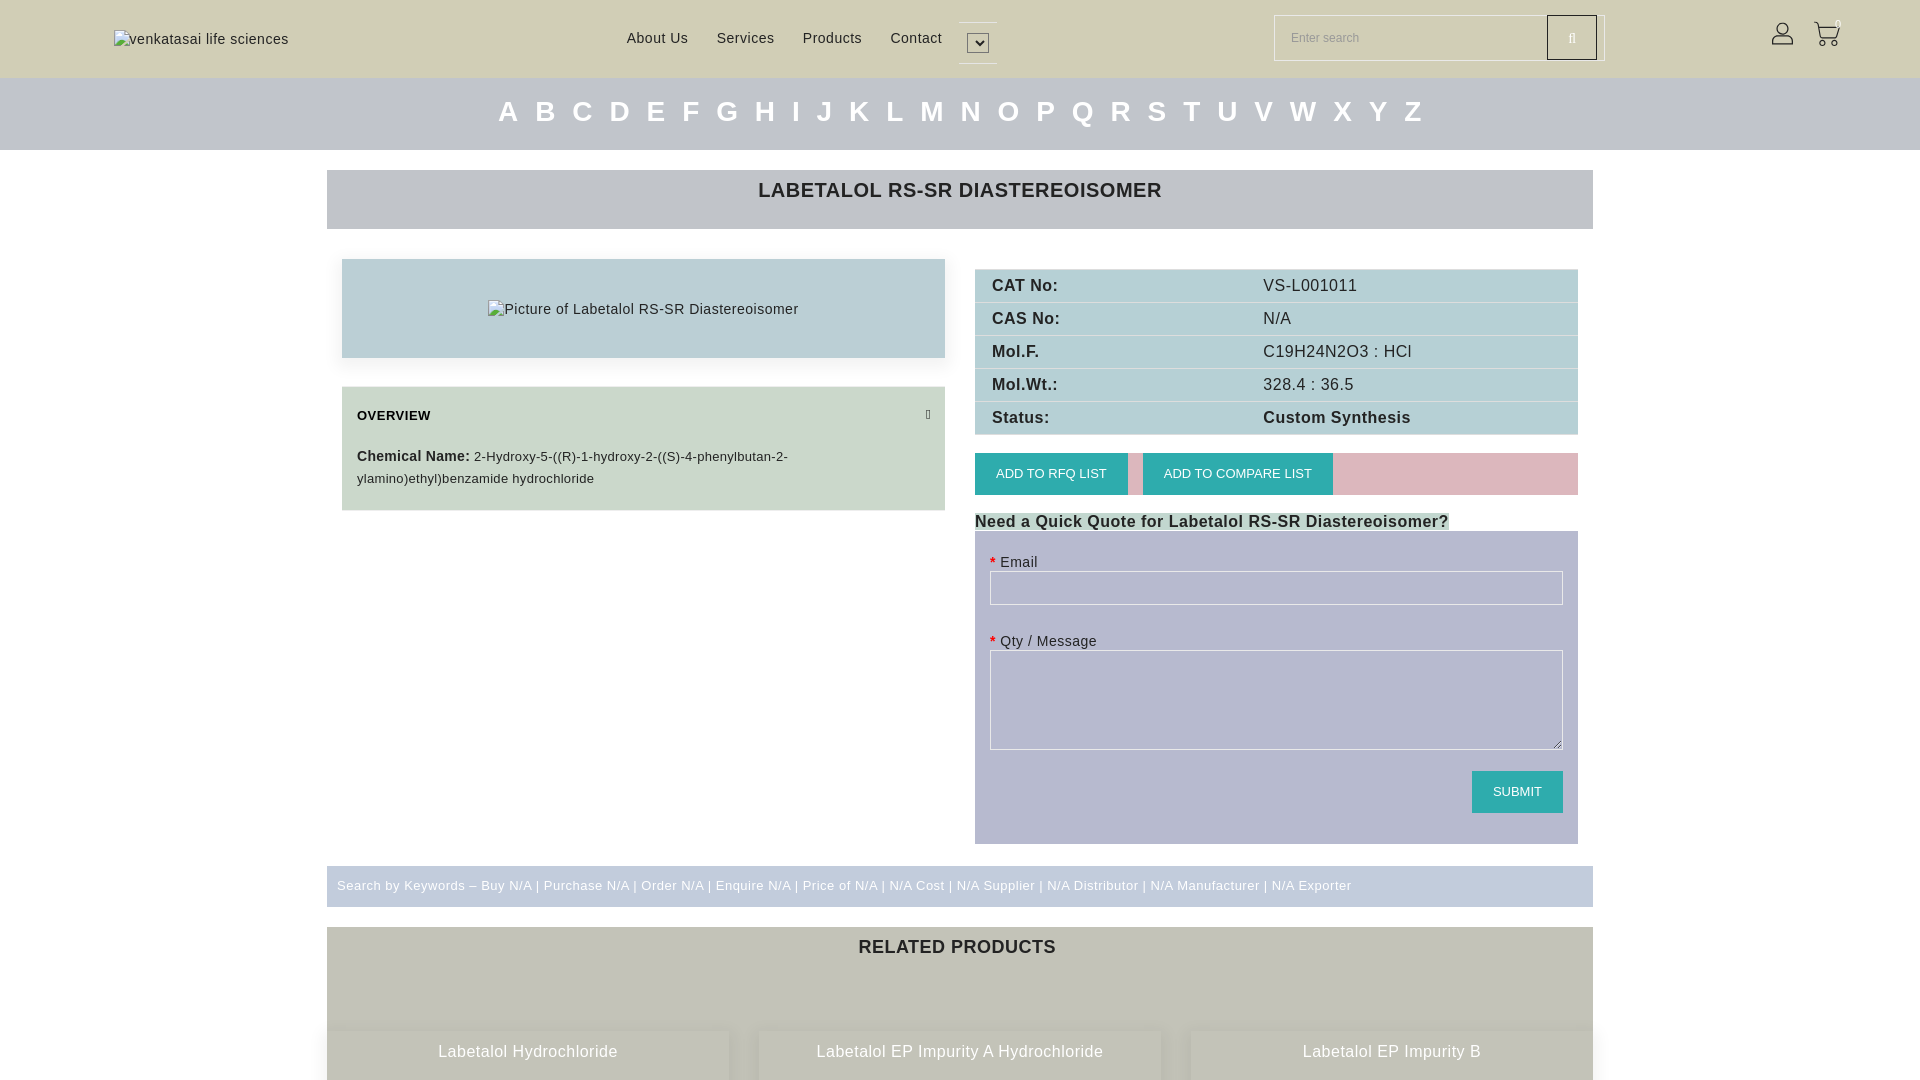 venkatasai life sciences
About Us Services Products Contact
Enter search
0
A B C D E F G H I J K L M N O P Q R S T U V W X Y Z
LABETALOL RS-SR DIASTEREOISOMER
Picture of Labetalol RS-SR Diastereoisomer
OVERVIEW
Chemical Name: 2-Hydroxy-5-((R)-1-hydroxy-2-((S)-4-phenylbutan-2-
ylamino)ethyl)benzamide hydrochloride
CAT No: VS-L001011
CAS No: N/A
Mol.F. C19H24N2O3 : HCl
Mol.Wt.: 328.4 : 36.5
Status: Custom Synthesis
ADD TO RFQ LIST ADD TO COMPARE LIST
Need a Quick Quote for Labetalol RS-SR Diastereoisomer?
* Email
* Qty / Message
SUBMIT
Search by Keywords – Buy N/A | Purchase N/A | Order N/A | Enquire N/A | Price of N/A | N/A Cost | N/A Supplier | N/A Distributor | N/A Manufacturer | N/A Exporter
RELATED PRODUCTS
Labetalol Hydrochloride Labetalol EP Impurity A Hydrochloride Labetalol EP Impurity B